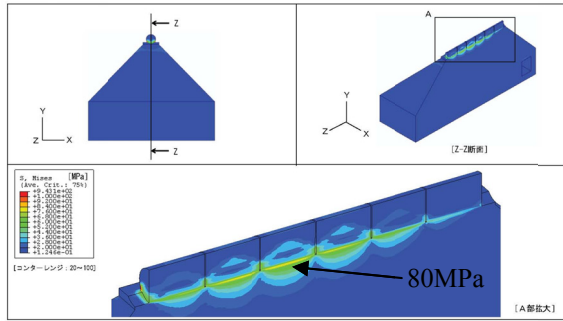 Z
Z
Y
Z
X
A
Y
Z
X
[Z-Z断面]
S, Mises [MPa]
(Ave. Crit.: 75%)
+9.431e+02
+1.000e+02
+9.200e+01
+8.400e+01
+7.600e+01
+6.800e+01
+6.000e+01
+5.200e+01
+4.400e+01
+3.600e+01
+2.800e+01
+2.000e+01
+1.246e-01
[コンターレンジ:20~100]
80MPa
[A部拡大]